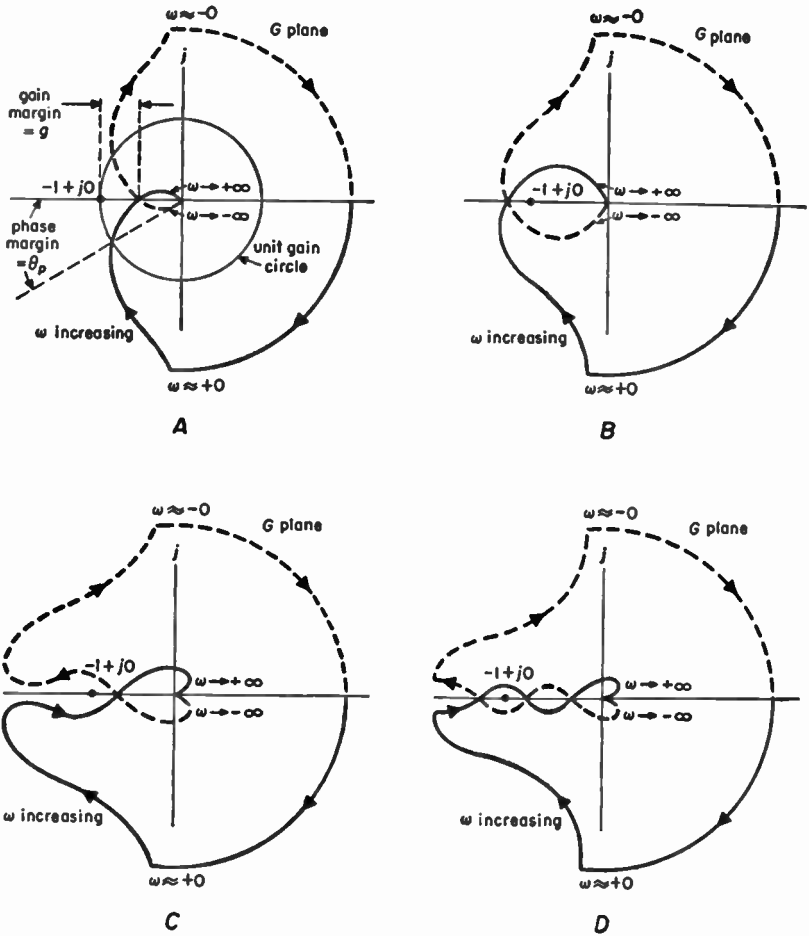 ω≈-0
G plane
j
gain
margin
= g
-1 + j0
ω→+∞
ω→-∞
phase
margin
=θp
unit gain
circle
ω increasing
ω≈+0
A
ω≈-0
G plane
j
-1 + j0
ω→+∞
ω→-∞
ω increasing
ω≈+0
B
ω≈-0
G plane
j
-1 + j0
ω→+∞
ω→-∞
ω increasing
ω≈+0
C
ω≈-0
G plane
j
-1 + j0
ω→+∞
ω→-∞
ω increasing
ω≈+0
D